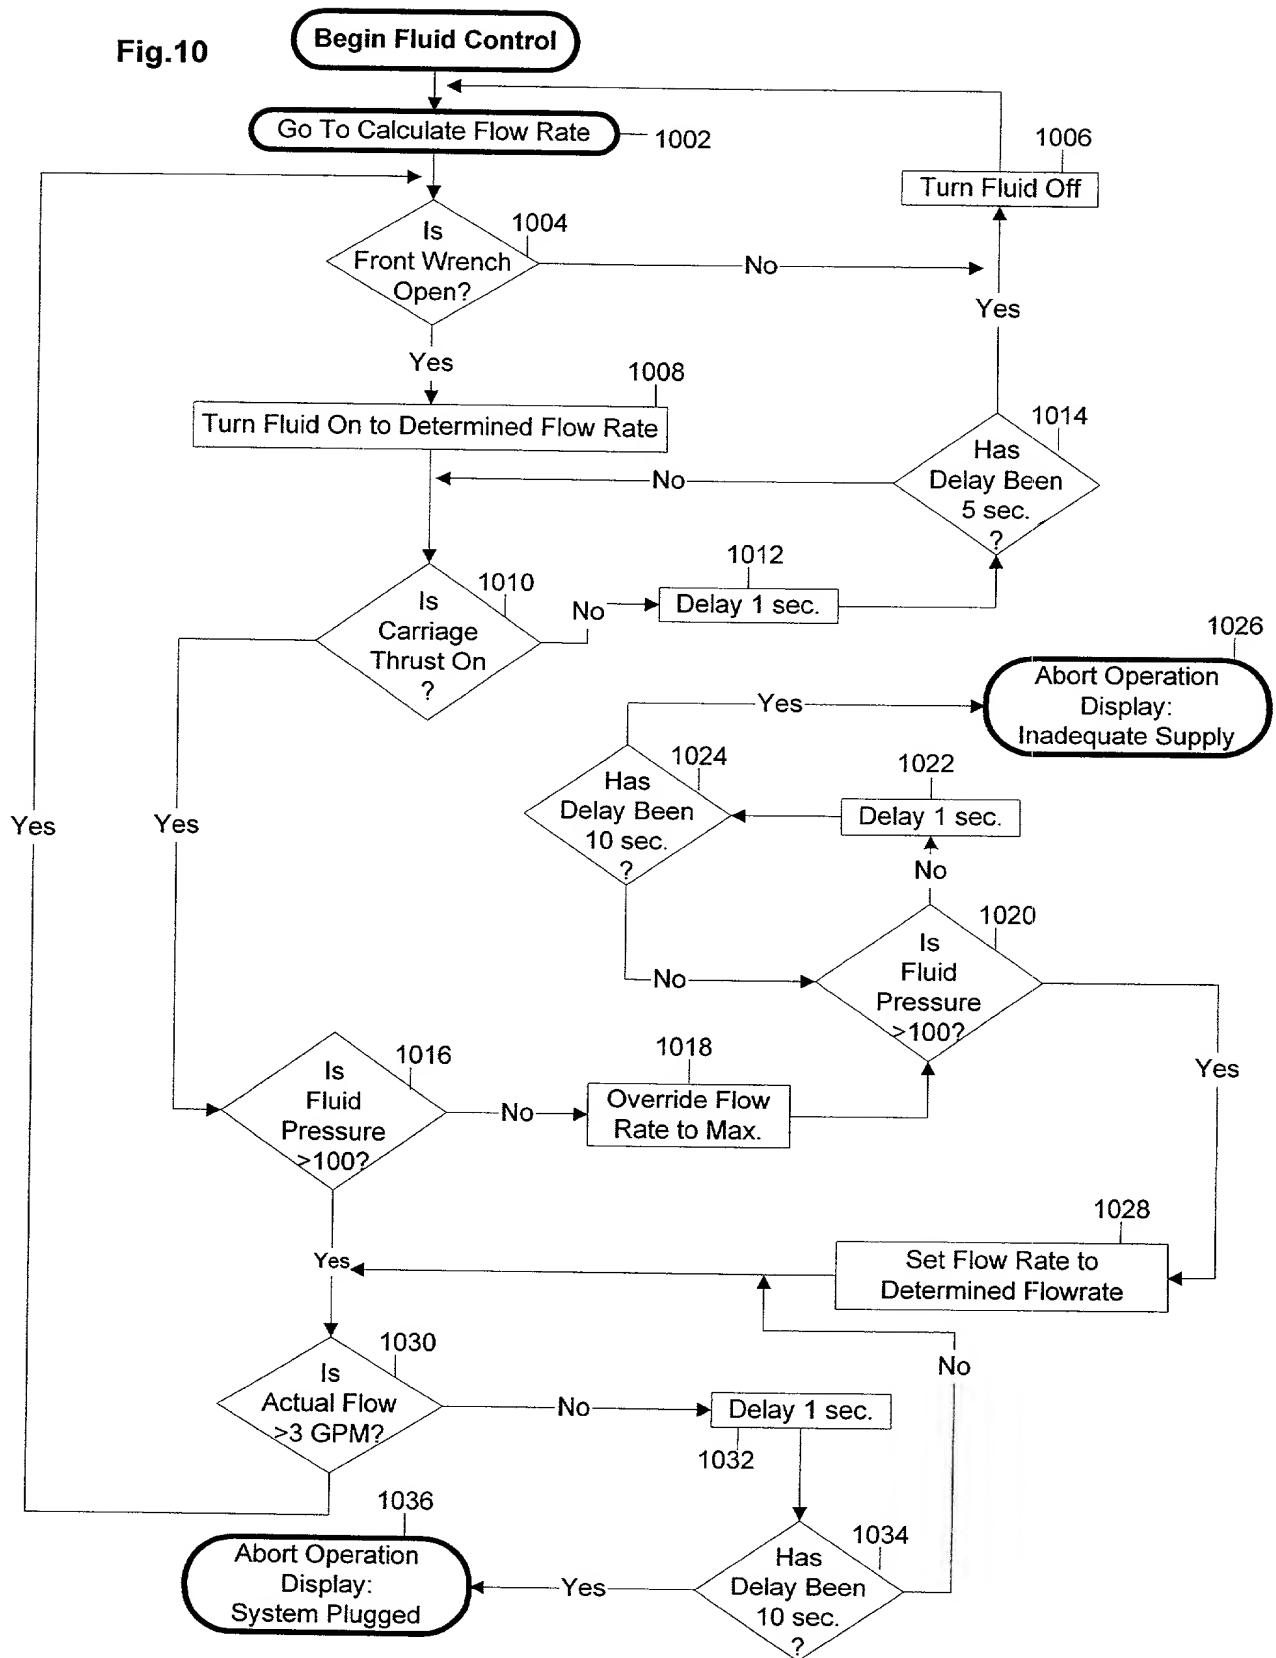 Fig.10
Begin Fluid Control
Go To Calculate Flow Rate
1002
1006
Turn Fluid Off
1004
Is
Front Wrench
Open?
No
Yes
Yes
1008
Turn Fluid On to Determined Flow Rate
1014
Has
Delay Been
5 sec.
?
No
1010
Is
Carriage
Thrust On
?
No
1012
Delay 1 sec.
1026
Abort Operation
Display:
Inadequate Supply
Yes
1024
Has
Delay Been
10 sec.
?
1022
Delay 1 sec.
Yes
Yes
No
1020
Is
Fluid
Pressure
>100?
No
Yes
1016
Is
Fluid
Pressure
>100?
No
1018
Override Flow
Rate to Max.
1028
Set Flow Rate to
Determined Flowrate
Yes
1030
Is
Actual Flow
>3 GPM?
No
Delay 1 sec.
1032
No
1036
Abort Operation
Display:
System Plugged
Yes
1034
Has
Delay Been
10 sec.
?